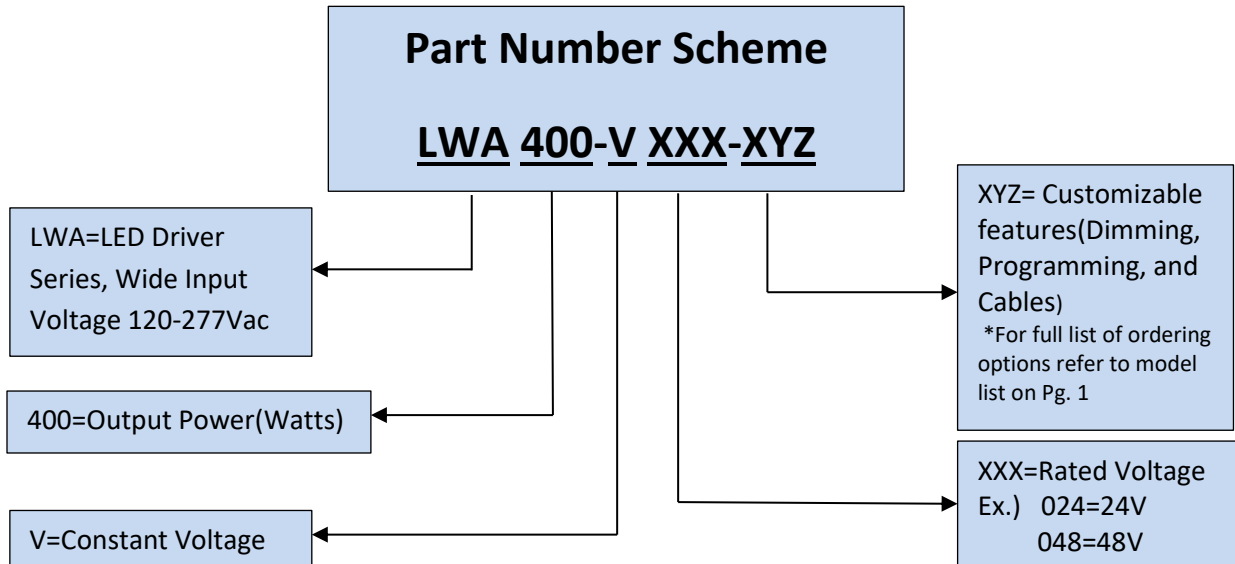 Part Number Scheme
LWA 400-V XXX-XYZ
LWA=LED Driver
Series, Wide Input
Voltage 120-277Vac
400=Output Power(Watts)
V=Constant Voltage
XYZ= Customizable
features(Dimming,
Programming, and
Cables)
*For full list of ordering
options refer to model
list on Pg. 1
XXX=Rated Voltage
Ex.) 024=24V
048=48V